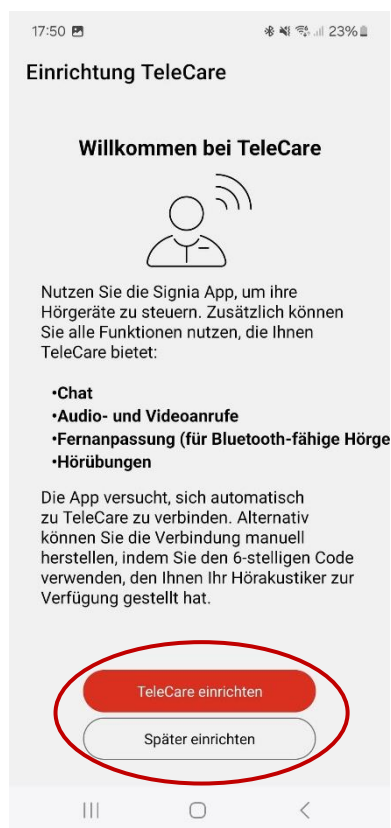 17:50 23%
Einrichtung TeleCare
Willkommen bei TeleCare
Nutzen Sie die Signia App, um ihre
Hörgeräte zu steuern. Zusätzlich können
Sie alle Funktionen nutzen, die Ihnen
TeleCare bietet:
•Chat
•Audio- und Videoanrufe
•Fernanpassung (für Bluetooth-fähige Hörge
•Hörübungen
Die App versucht, sich automatisch
zu TeleCare zu verbinden. Alternativ
können Sie die Verbindung manuell
herstellen, indem Sie den 6-stelligen Code
verwenden, den Ihnen Ihr Hörakustiker zur
Verfügung gestellt hat.
TeleCare einrichten
Später einrichten